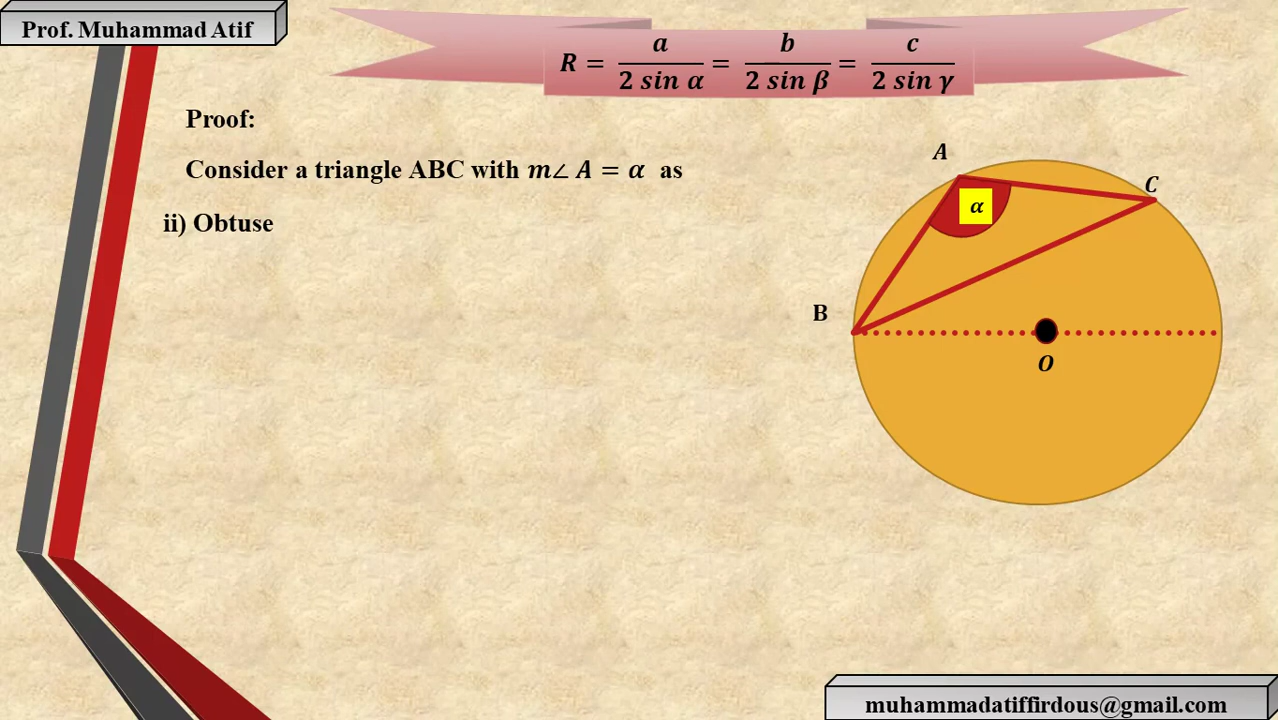 Prof. Muhammad Atif
R = a / 2 sin α = b / 2 sin β = c / 2 sin γ
Proof:
Consider a triangle ABC with m∠ A = α as
ii) Obtuse
A
C
α
B
O
muhammadatiffirdous@gmail.com